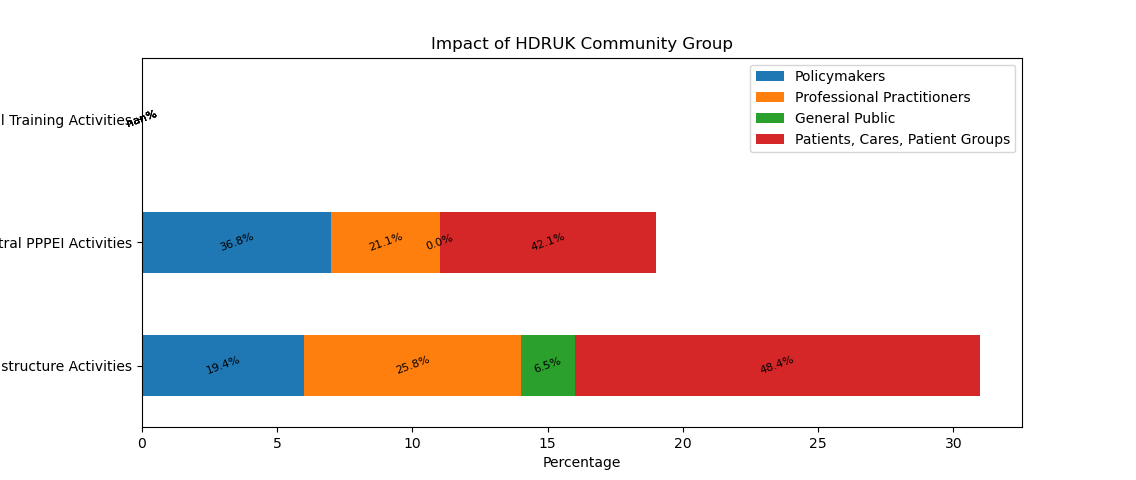 Impact of HDRUK Community Group
Policymakers
Professional Practitioners
General Public
Patients, Cares, Patient Groups
l Training Activities
nan%
tral PPPEI Activities
36.8%
21.1%
0.0%
42.1%
structure Activities
19.4%
25.8%
6.5%
48.4%
0
5
10
15
20
25
30
Percentage